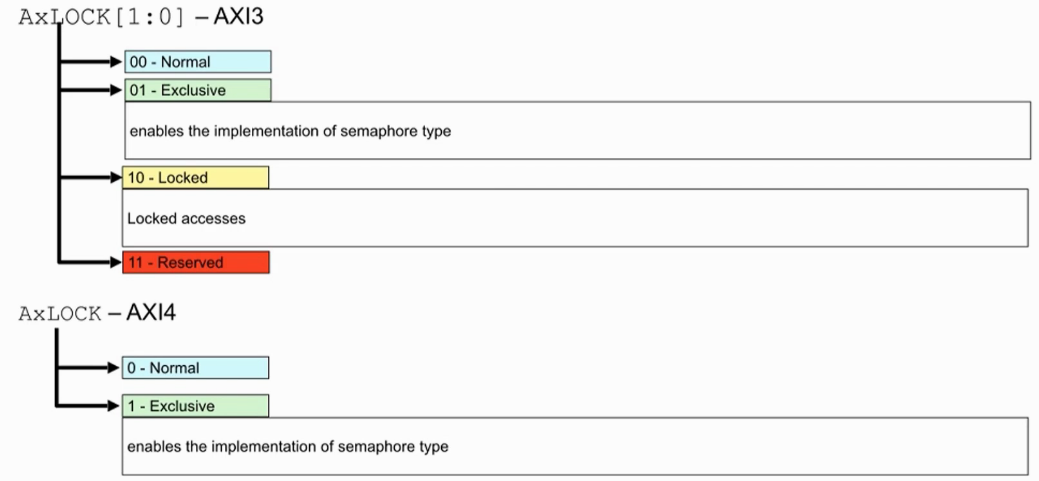 AxLOCK[1:0] – AXI3
00 - Normal
01 - Exclusive
enables the implementation of semaphore type
10 - Locked
Locked accesses
11 - Reserved
AxLOCK – AXI4
0 - Normal
1 - Exclusive
enables the implementation of semaphore type